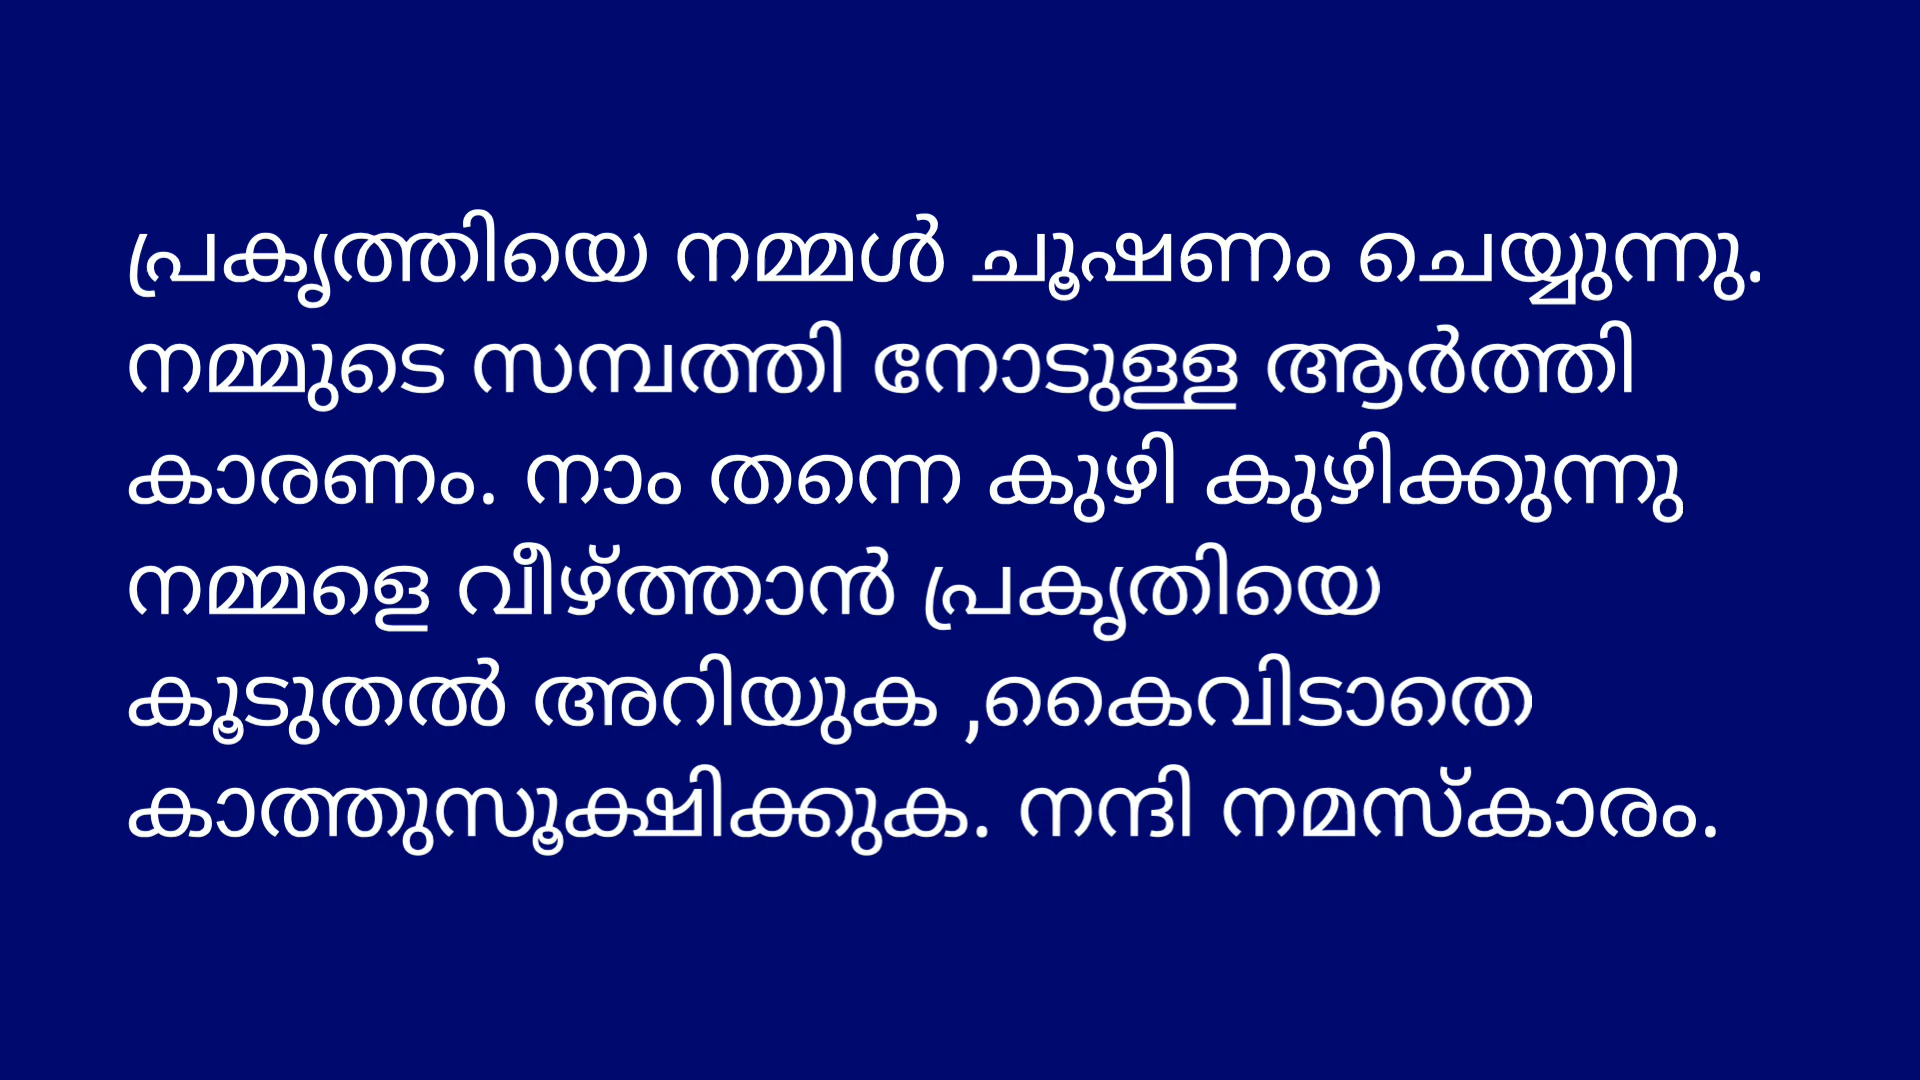 പ്രകൃത്തിയെ നമ്മൾ ചൂഷണം ചെയ്യുന്നു.
നമ്മുടെ സമ്പത്തി നോടുള്ള ആർത്തി
കാരണം. നാം തന്നെ കുഴി കുഴിക്കുന്നു
നമ്മളെ വീഴ്ത്താൻ പ്രകൃതിയെ
കൂടുതൽ അറിയുക ,കൈവിടാതെ
കാത്തുസൂക്ഷിക്കുക. നന്ദി നമസ്കാരം.